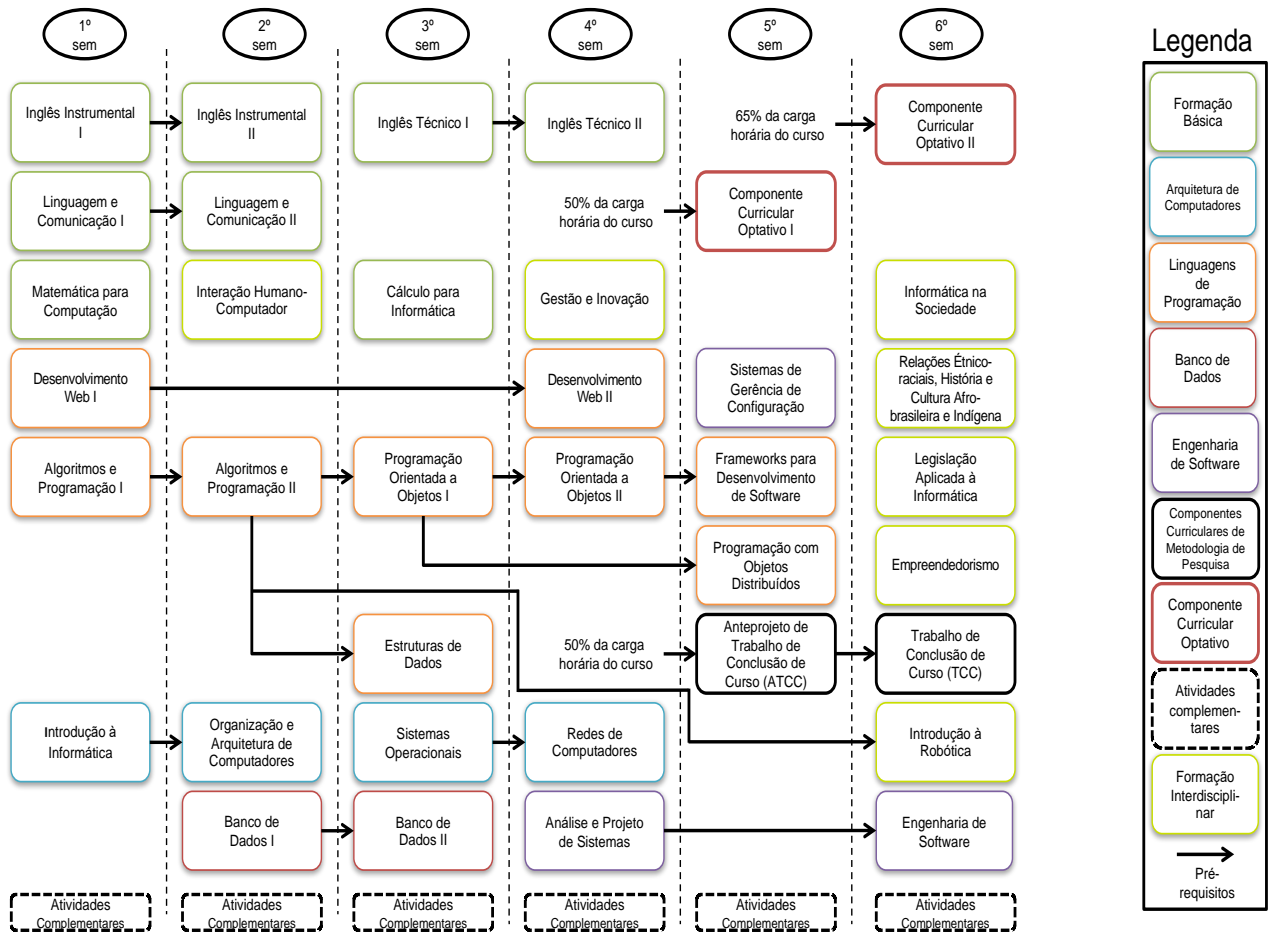 1º
sem
2º
sem
3º
sem
4º
sem
5º
sem
6º
sem
Inglês Instrumental
I
Inglês Instrumental
II
Inglês Técnico I
Inglês Técnico II
65% da carga
horária do curso
Componente
Curricular
Optativo II
Linguagem e
Comunicação I
Linguagem e
Comunicação II
50% da carga
horária do curso
Componente
Curricular
Optativo I
Matemática para
Computação
Interação Humano-
Computador
Cálculo para
Informática
Gestão e Inovação
Informática na
Sociedade
Desenvolvimento
Web I
Desenvolvimento
Web II
Sistemas de
Gerência de
Configuração
Relações Étnico-
raciais, História e
Cultura Afro-
brasileira e Indígena
Algoritmos e
Programação I
Algoritmos e
Programação II
Programação
Orientada a
Objetos I
Programação
Orientada a
Objetos II
Frameworks para
Desenvolvimento
de Software
Legislação
Aplicada à
Informática
Programação com
Objetos
Distribuídos
Empreendedorismo
Estruturas de
Dados
50% da carga
horária do curso
Anteprojeto de
Trabalho de
Conclusão de
Curso (ATCC)
Trabalho de
Conclusão de
Curso (TCC)
Introdução à
Informática
Organização e
Arquitetura de
Computadores
Sistemas
Operacionais
Redes de
Computadores
Introdução à
Robótica
Banco de
Dados I
Banco de
Dados II
Análise e Projeto
de Sistemas
Engenharia de
Software
Atividades
Complementares
Atividades
Complementares
Atividades
Complementares
Atividades
Complementares
Atividades
Complementares
Atividades
Complementares
Legenda
Formação
Básica
Arquitetura de
Computadores
Linguagens
de
Programação
Banco de
Dados
Engenharia
de Software
Componentes
Curriculares de
Metodologia de
Pesquisa
Componente
Curricular
Optativo
Atividades
complemen-
tares
Formação
Interdiscipli-
nar
Pré-
requisitos